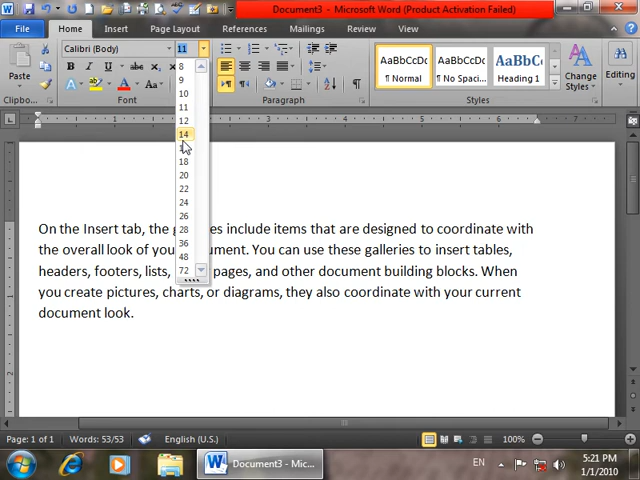 Document3 - Microsoft Word (Product Activation Failed)
File Home Insert Page Layout References Mailings Review View
Calibri (Body) 11
Paste
B I U
AaBbCcDc AaBbCcDc AaBbC
¶ Normal ¶ No Spaci... Heading 1
Change Styles
Editing
Clipboa... Font Paragraph Styles
8
9
10
11
12
14
18
20
22
24
26
28
36
48
72
On the Insert tab, the g es include items that are designed to coordinate with
the overall look of you ument. You can use these galleries to insert tables,
headers, footers, lists, pages, and other document building blocks. When
you create pictures, charts, or diagrams, they also coordinate with your current
document look.
Page: 1 of 1 Words: 53/53 English (U.S.) 100%
Document3 - Mic... EN 5:21 PM
1/1/2010